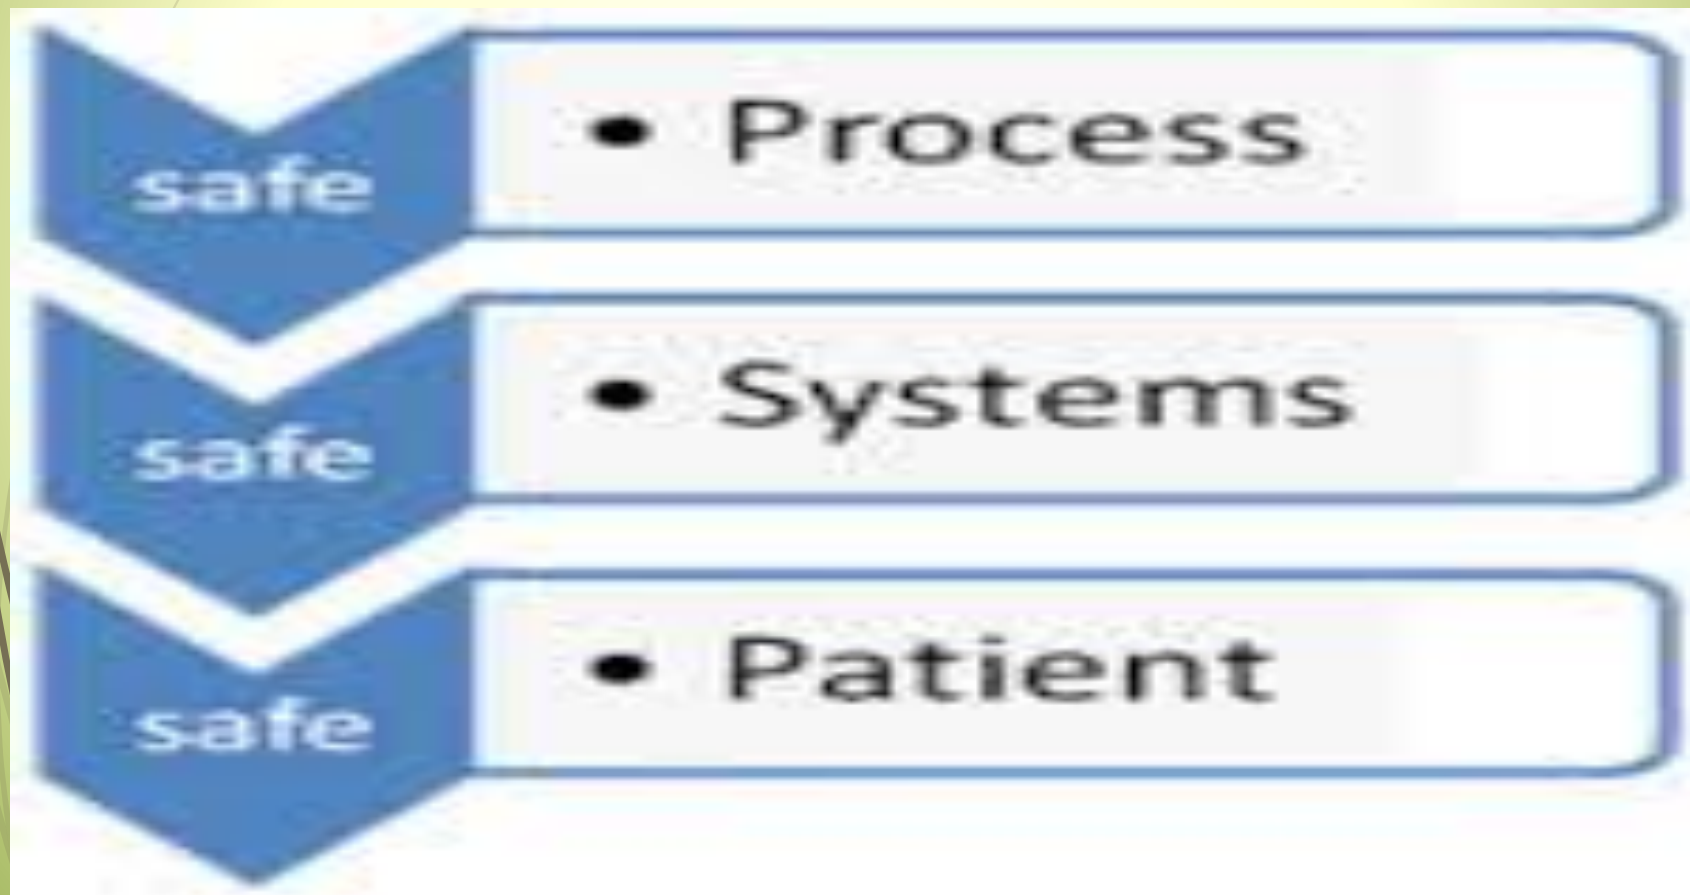 safe
• Process
safe
• Systems
safe
• Patient